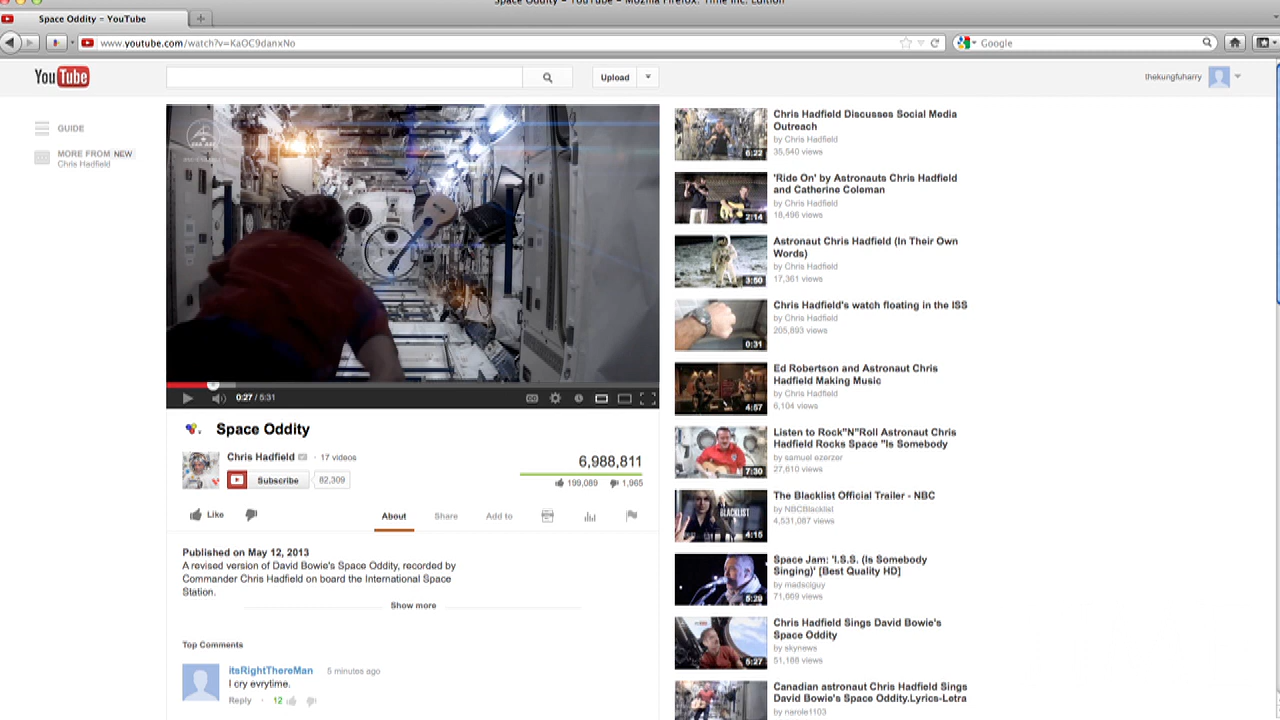 Space Oddity - YouTube - Mozilla Firefox: Time Inc. Edition
Space Oddity - YouTube
www.youtube.com/watch?v=KaOC9danxNo
Google
YouTube
Upload
thekungfuharry
GUIDE
MORE FROM NEW
Chris Hadfield
0:27 / 5:31
Space Oddity
Chris Hadfield
17 videos
Subscribe
82,309
6,988,811
199,089
1,965
Like
About
Share
Add to
Published on May 12, 2013
A revised version of David Bowie's Space Oddity, recorded by
Commander Chris Hadfield on board the International Space
Station.
Show more
Top Comments
itsRightThereMan 5 minutes ago
I cry evrytime.
Reply · 12
Chris Hadfield Discusses Social Media
Outreach
by Chris Hadfield
35,540 views
6:22
'Ride On' by Astronauts Chris Hadfield
and Catherine Coleman
by Chris Hadfield
18,496 views
2:14
Astronaut Chris Hadfield (In Their Own
Words)
by Chris Hadfield
17,361 views
3:50
Chris Hadfield's watch floating in the ISS
by Chris Hadfield
205,893 views
0:31
Ed Robertson and Astronaut Chris
Hadfield Making Music
by Chris Hadfield
6,104 views
4:57
Listen to Rock"N"Roll Astronaut Chris
Hadfield Rocks Space "Is Somebody
by samuel ezerzer
27,810 views
7:30
The Blacklist Official Trailer - NBC
by NBCBlacklist
4,531,087 views
BLACKLIST
4:15
Space Jam: 'I.S.S. (Is Somebody
Singing)' [Best Quality HD]
by madsciguy
71,669 views
5:29
Chris Hadfield Sings David Bowie's
Space Oddity
by skynews
51,166 views
5:27
Canadian astronaut Chris Hadfield Sings
David Bowie's Space Oddity.Lyrics-Letra
by nerole1103